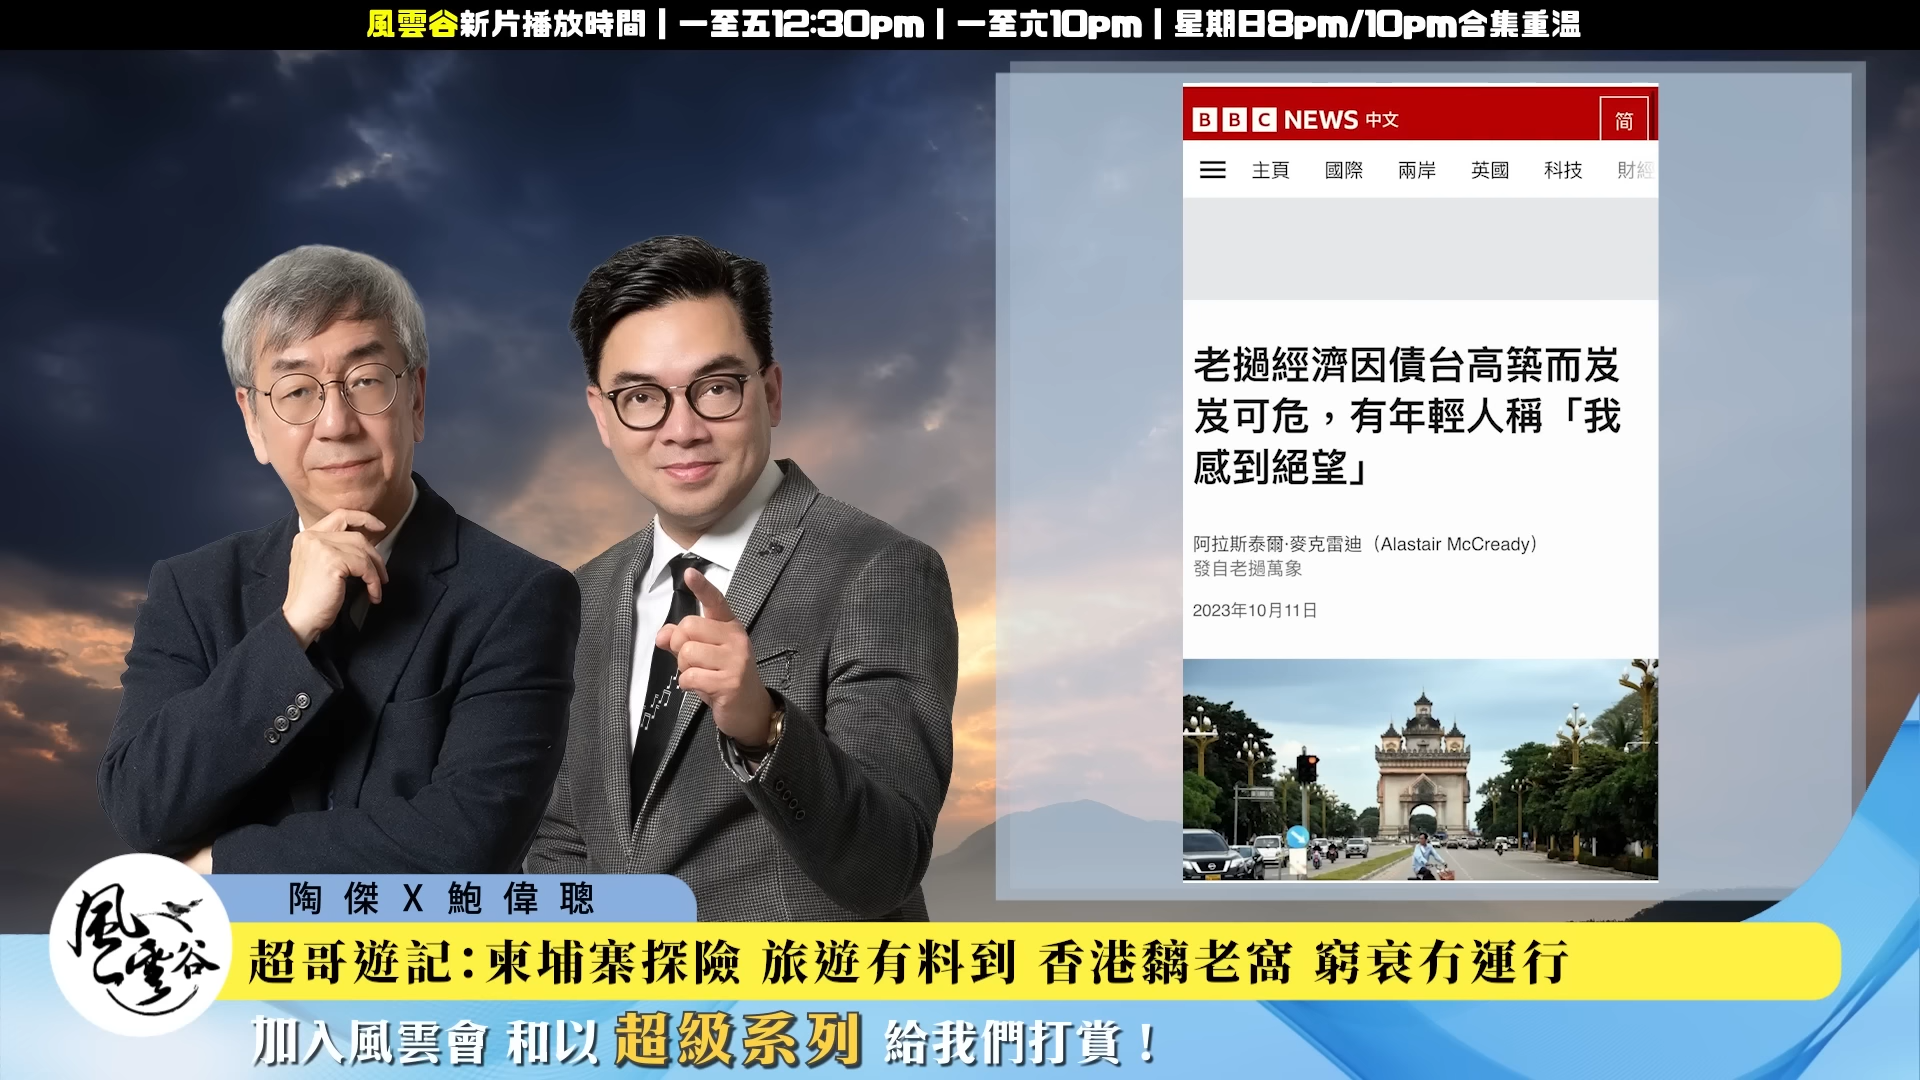 風雲谷新片播放時間 | 一至五12:30pm | 一至六10pm | 星期日8pm/10pm合集重溫
BBC NEWS 中文
简
主頁 國際 兩岸 英國 科技 財經
老撾經濟因債台高築而岌
岌可危，有年輕人稱「我
感到絕望」
阿拉斯泰爾·麥克雷迪（Alastair McCready）
發自老撾萬象
2023年10月11日
陶傑 X 鮑偉聰
風雲谷
超哥遊記：柬埔寨探險 旅遊有料到 香港黐老窩 窮衰冇運行
加入風雲會 和以 超級系列 給我們打賞！